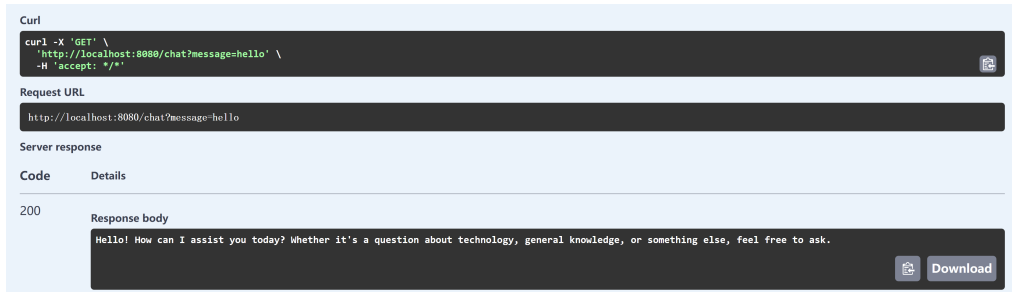 Curl
curl -X 'GET' \
'http://localhost:8080/chat?message=hello' \
-H 'accept: */*'
Request URL
http://localhost:8080/chat?message=hello
Server response
Code Details
200
Response body
Hello! How can I assist you today? Whether it's a question about technology, general knowledge, or something else, feel free to ask.
Download